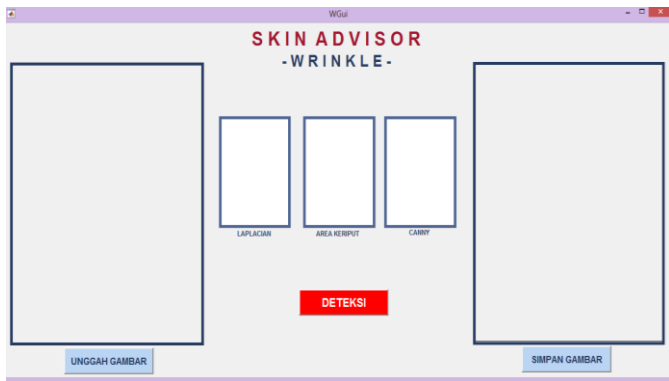 WGui
SKIN ADVISOR
-WRINKLE-
LAPLACIAN
AREA KERIPUT
CANNY
DETEKSI
UNGGAH GAMBAR
SIMPAN GAMBAR